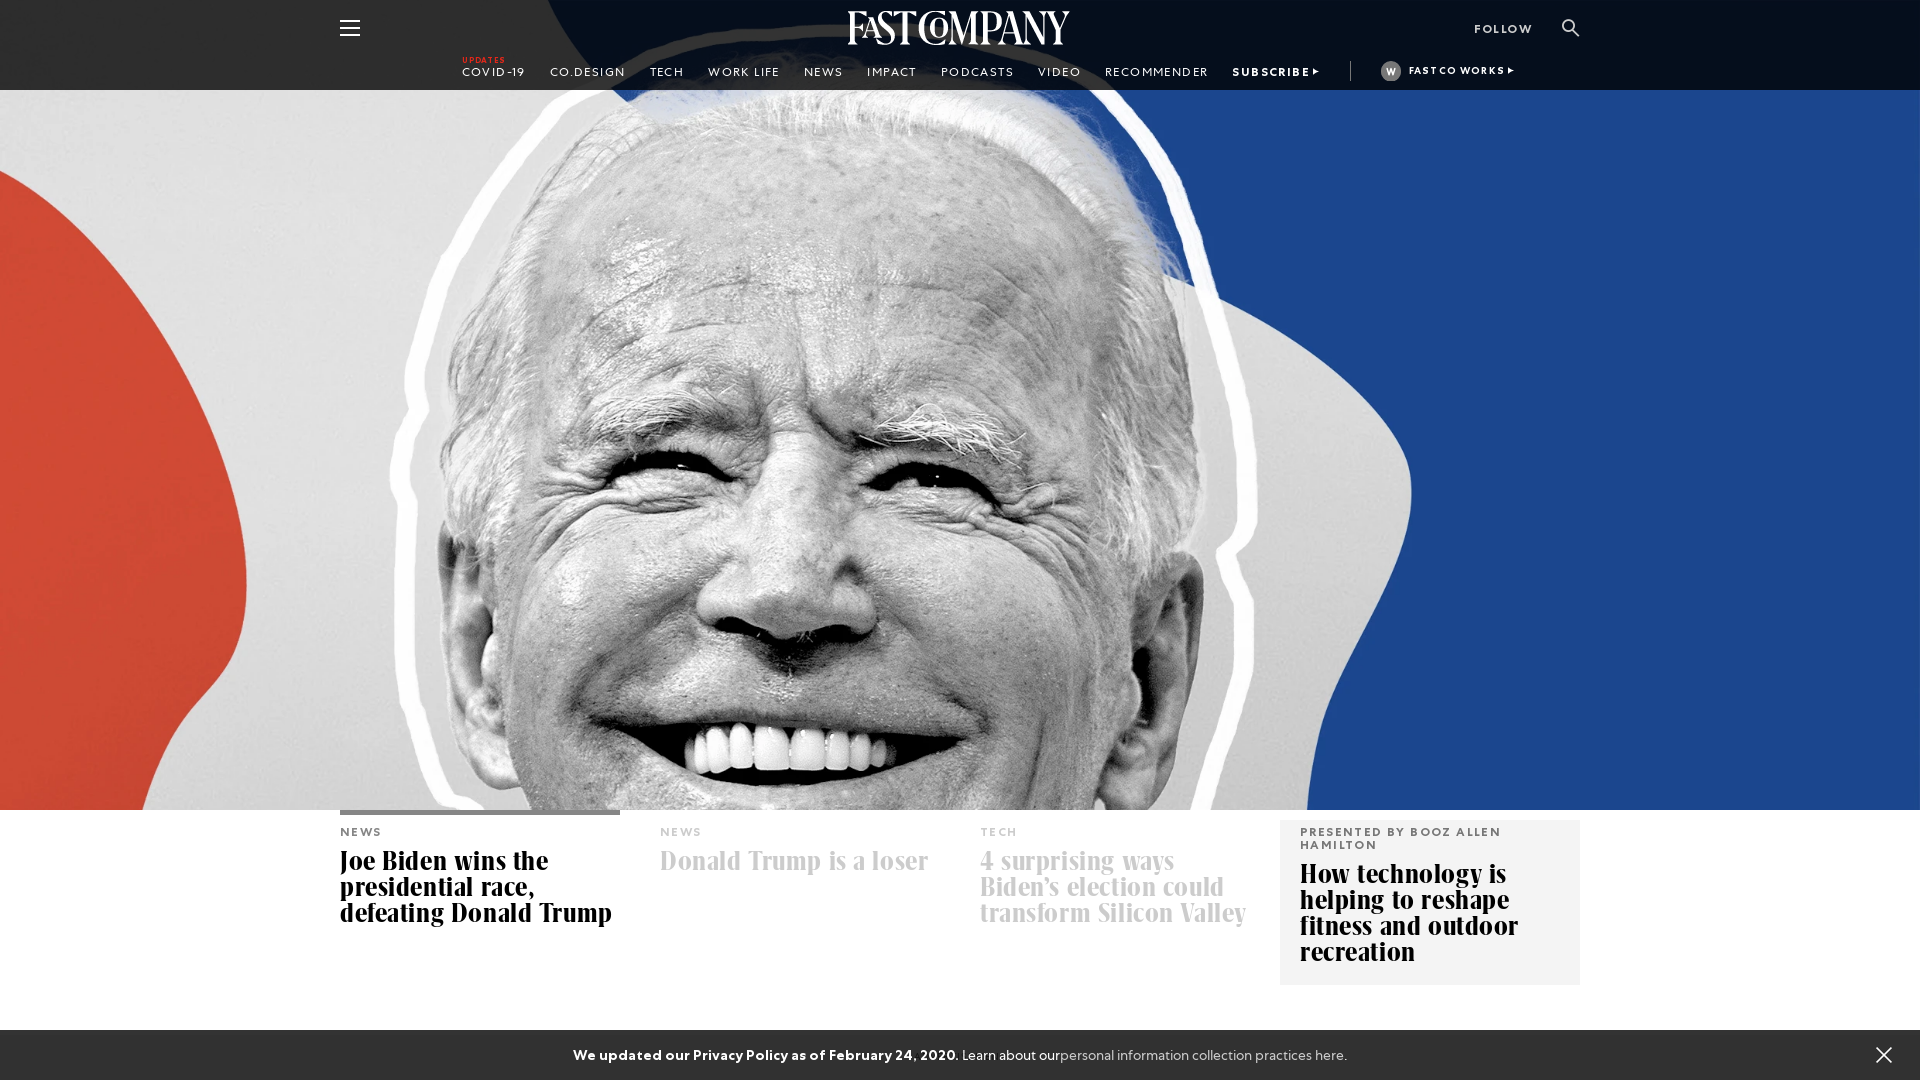 FAST COMPANY
FOLLOW
UPDATES
COVID-19 CO.DESIGN TECH WORK LIFE NEWS IMPACT PODCASTS VIDEO RECOMMENDER SUBSCRIBE W FASTCO WORKS
NEWS
Joe Biden wins the
presidential race,
defeating Donald Trump
NEWS
Donald Trump is a loser
TECH
4 surprising ways
Biden’s election could
transform Silicon Valley
PRESENTED BY BOOZ ALLEN
HAMILTON
How technology is
helping to reshape
fitness and outdoor
recreation
We updated our Privacy Policy as of February 24, 2020. Learn about our personal information collection practices here.